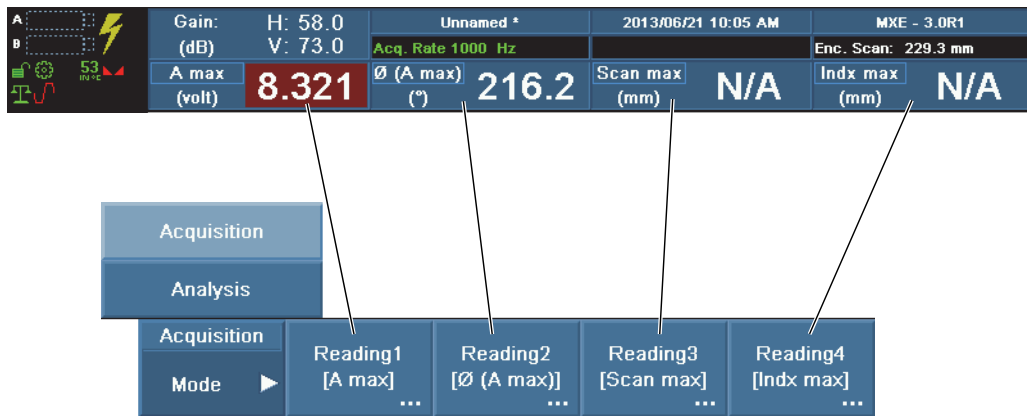 A
Gain: H: 58.0
Unnamed *
2013/06/21 10:05 AM
MXE - 3.0R1
B
(dB) V: 73.0
Acq. Rate 1000 Hz
Enc. Scan: 229.3 mm
53
IN °C
A max
(volt)
8.321
Ø (A max)
(°)
216.2
Scan max
(mm)
N/A
Indx max
(mm)
N/A
Acquisition
Analysis
Acquisition
Mode
Reading1
[A max]
...
Reading2
[Ø (A max)]
...
Reading3
[Scan max]
...
Reading4
[Indx max]
...